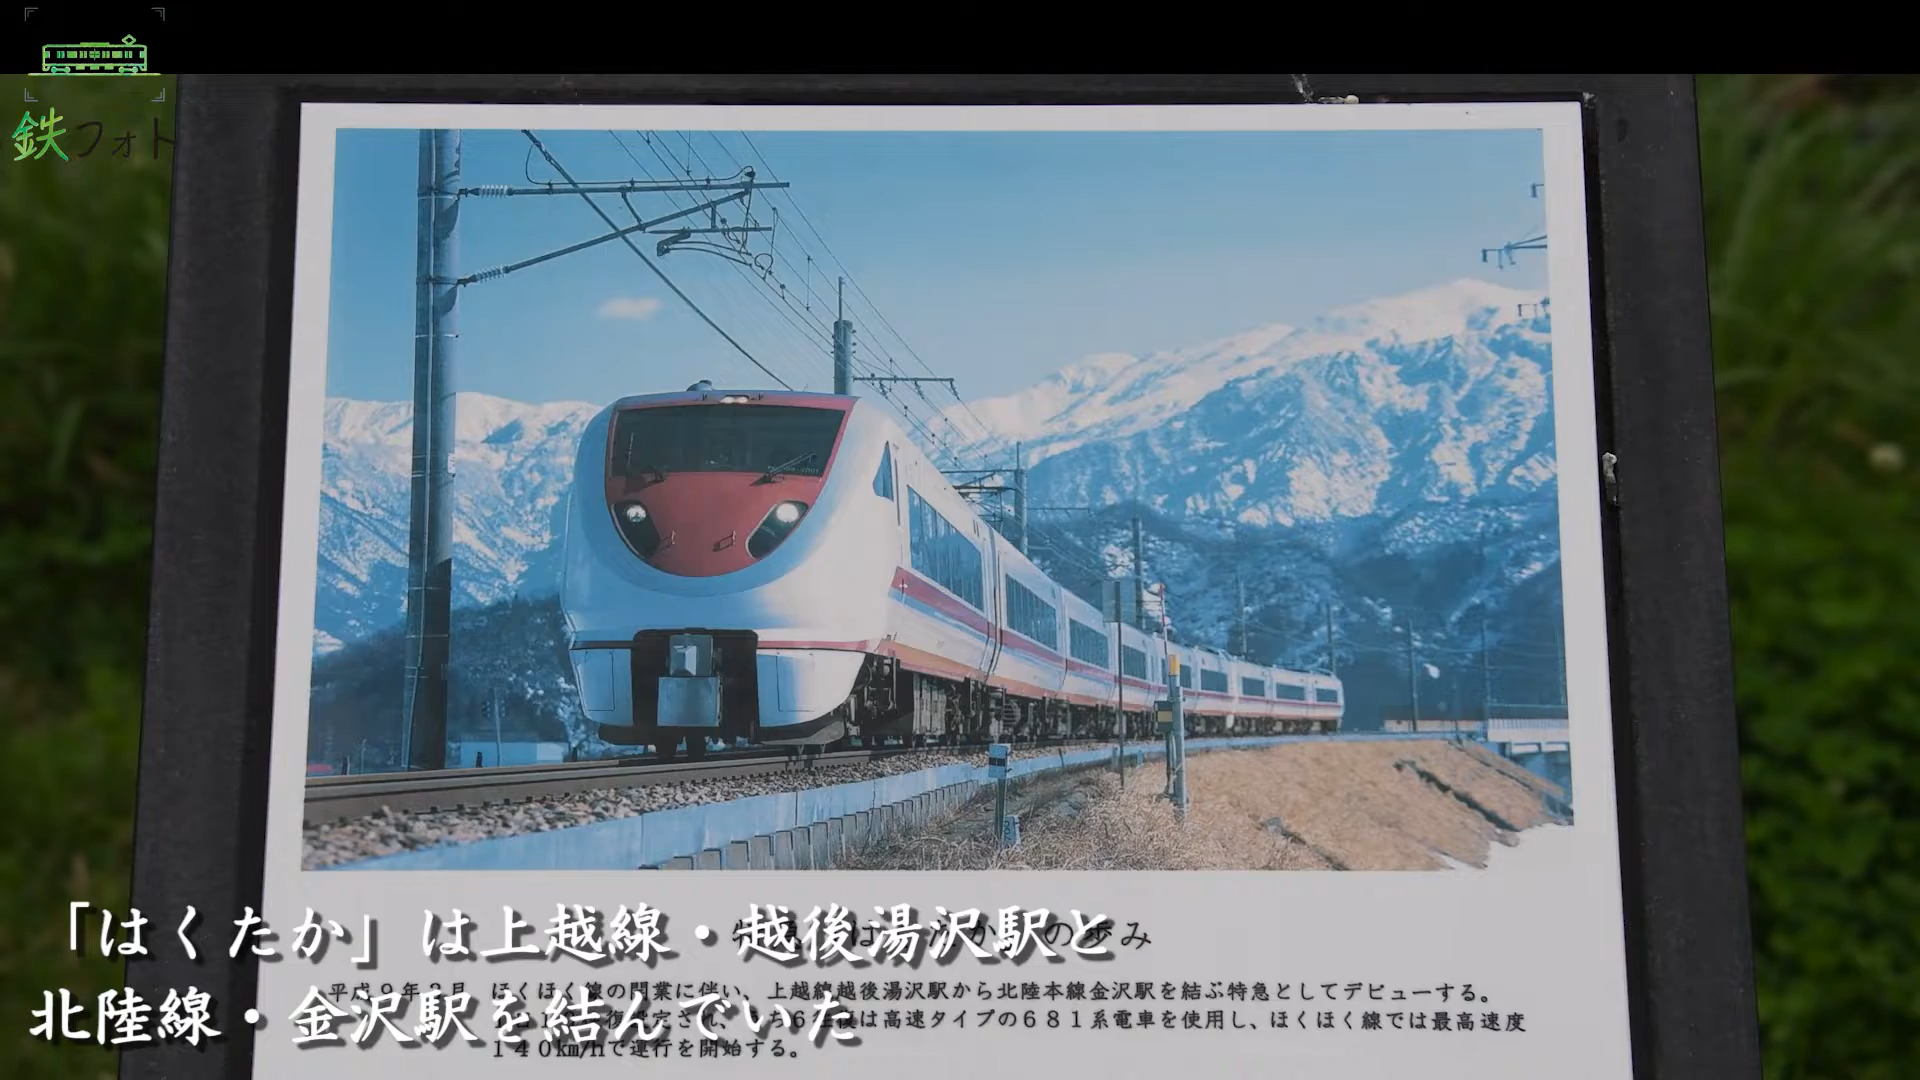 鉄フォト
「はくたか」は上越線・越後湯沢駅と
北陸線・金沢駅を結んでいた
の歩み
平成9年3月 ほくほく線の開業に伴い、上越線越後湯沢駅から北陸本線金沢駅を結ぶ特急としてデビューする。
は高速タイプの681系電車を使用し、ほくほく線では最高速度
140km/hで運行を開始する。